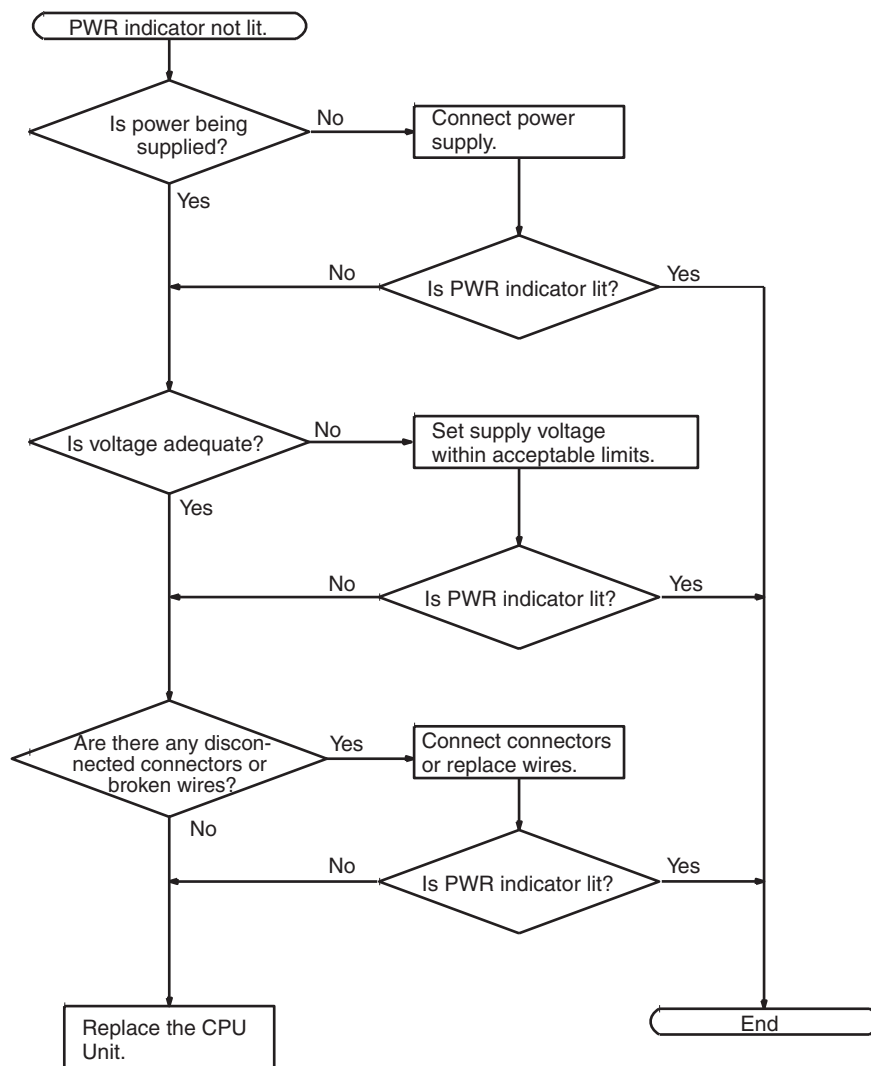 PWR indicator not lit.
Is power being
supplied?
No
Connect power
supply.
Yes
No
Is PWR indicator lit?
Yes
Is voltage adequate?
No
Set supply voltage
within acceptable limits.
Yes
No
Is PWR indicator lit?
Yes
Are there any discon-
nected connectors or
broken wires?
Yes
Connect connectors
or replace wires.
No
No
Is PWR indicator lit?
Yes
Replace the CPU
Unit.
End